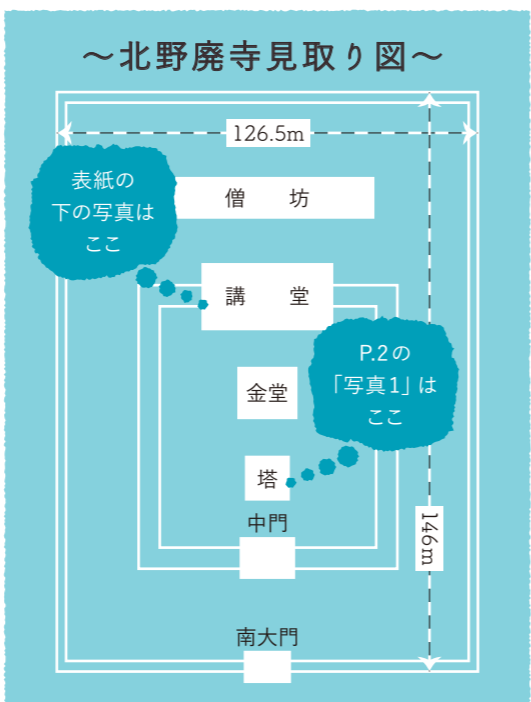 ～北野廃寺見取り図～
126.5m
表紙の
下の写真は
ここ
僧 坊
講 堂
P.2の
「写真1」は
ここ
金堂
塔
中門
146m
南大門